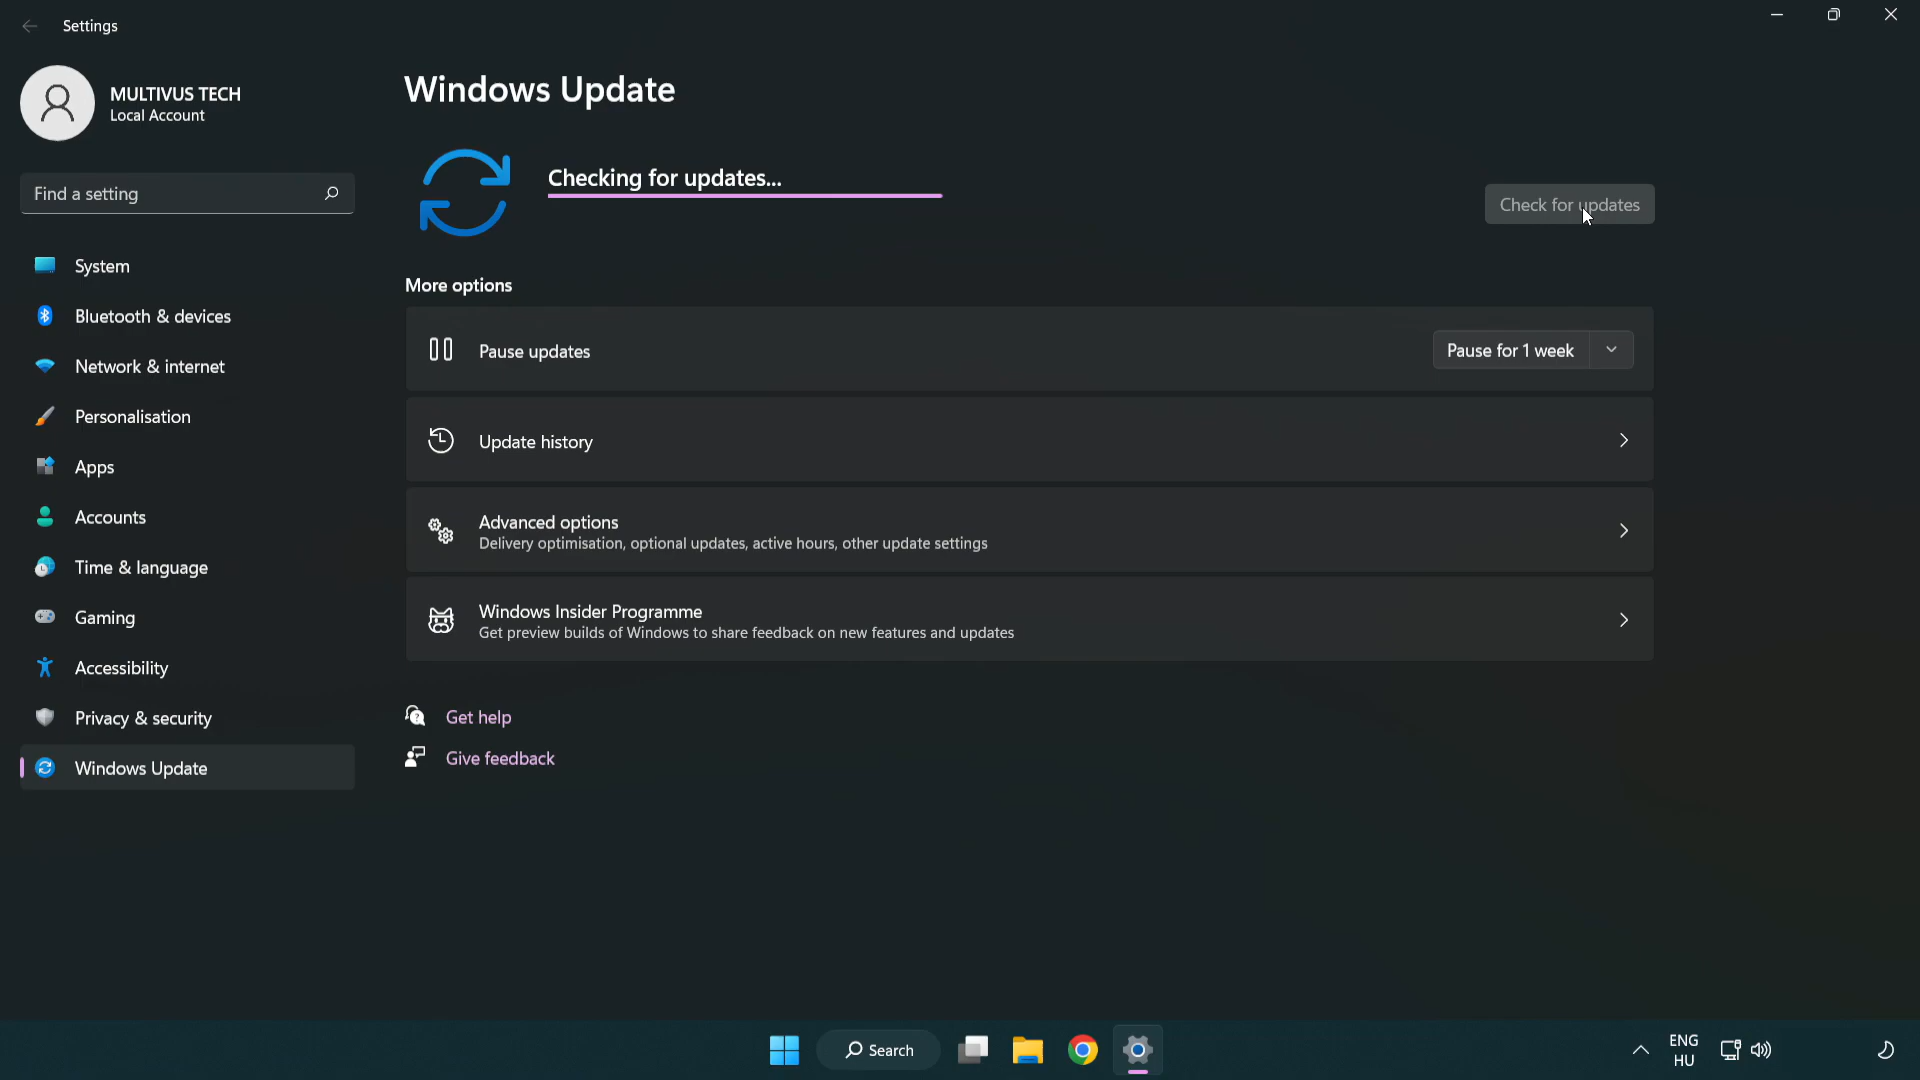 Settings
MULTIVUS TECH
Local Account
Find a setting
System
Bluetooth & devices
Network & internet
Personalisation
Apps
Accounts
Time & language
Gaming
Accessibility
Privacy & security
Windows Update
Windows Update
Checking for updates...
Check for updates
More options
Pause updates
Pause for 1 week
Update history
Advanced options
Delivery optimisation, optional updates, active hours, other update settings
Windows Insider Programme
Get preview builds of Windows to share feedback on new features and updates
Get help
Give feedback
Search
ENG
HU